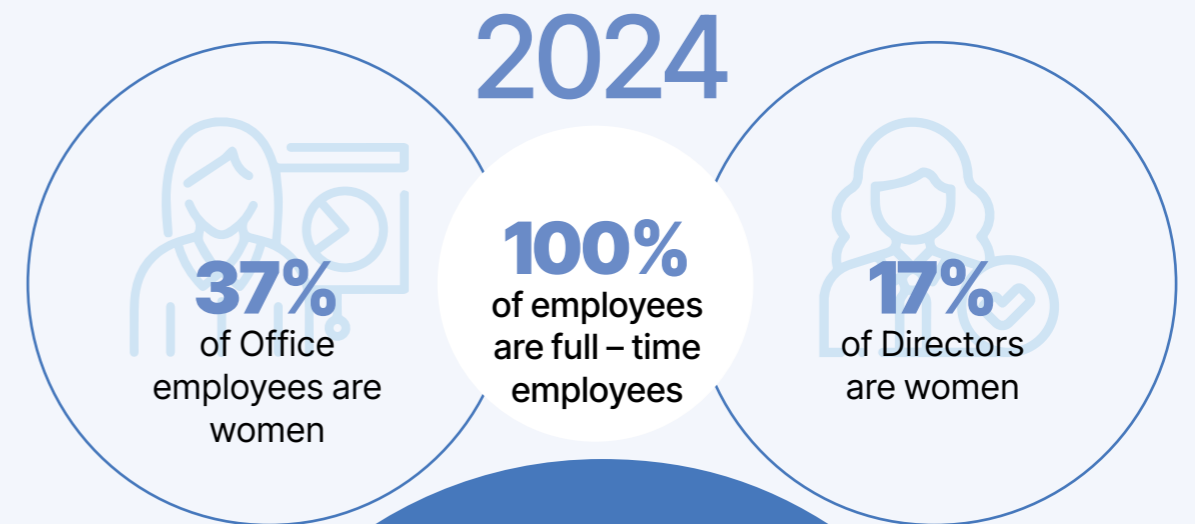 2024
37%
of Office
employees are
women
100%
of employees
are full – time
employees
17%
of Directors
are women